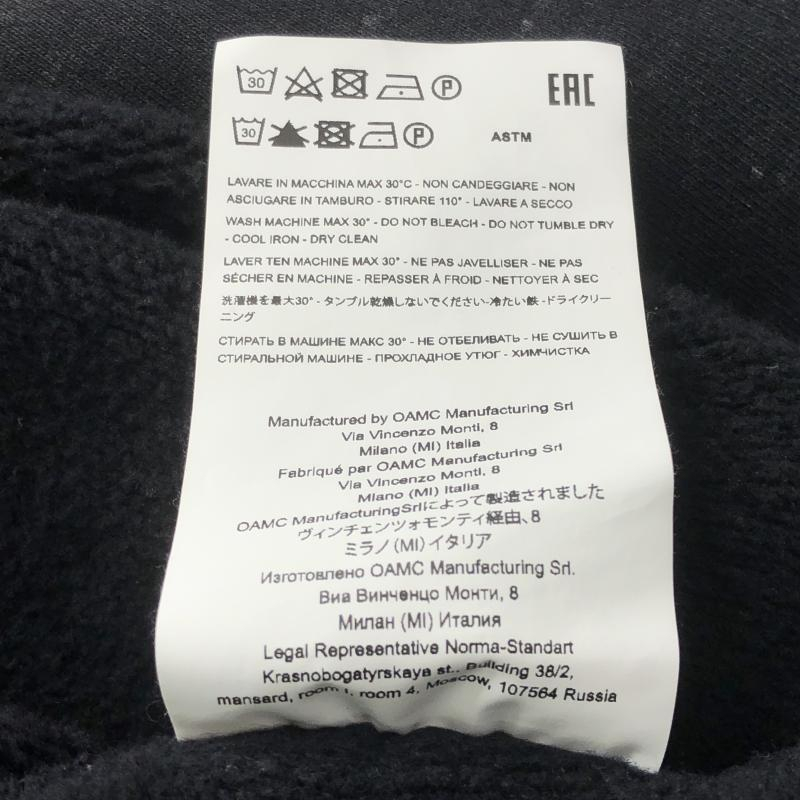 30 P EAC
30 P ASTM
LAVARE IN MACCHINA MAX 30°C - NON CANDEGGIARE - NON
ASCIUGARE IN TAMBURO - STIRARE 110° - LAVARE A SECCO
WASH MACHINE MAX 30° - DO NOT BLEACH - DO NOT TUMBLE DRY
- COOL IRON - DRY CLEAN
LAVER TEN MACHINE MAX 30° - NE PAS JAVELLISER - NE PAS
SÉCHER EN MACHINE - REPASSER À FROID - NETTOYER À SEC
洗濯機を最大30° - タンブル乾燥しないでください-冷たい鉄 -ドライクリー
ニング
СТИРАТЬ В МАШИНЕ МАКС 30° - НЕ ОТБЕЛИВАТЬ - НЕ СУШИТЬ В
СТИРАЛЬНОЙ МАШИНЕ - ПРОХЛАДНОЕ УТЮГ - ХИМЧИСТКА
Manufactured by OAMC Manufacturing Srl
Via Vincenzo Monti, 8
Milano (MI) Italia
Fabriqué par OAMC Manufacturing Srl
Via Vincenzo Monti, 8
Milano (MI) Italia
OAMC ManufacturingSrlによって製造されました
ヴィンチェンツォモンティ経由、8
ミラノ (MI) イタリア
Изготовлено OAMC Manufacturing Srl.
Виа Винченцо Монти, 8
Милан (MI) Италия
Legal Representative Norma-Standart
Krasnobogatyrskaya st., Building 38/2,
mansard, room 1, room 4, Moscow, 107564 Russia